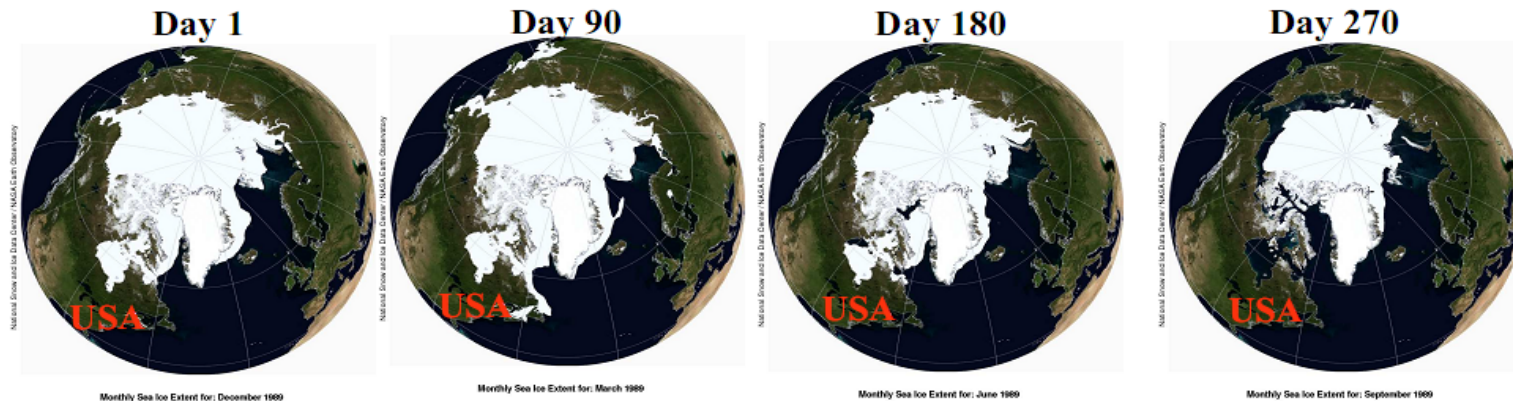 Day 1
Day 90
Day 180
Day 270
National Snow and Ice Data Center / NASA Earth Observatory
National Snow and Ice Data Center / NASA Earth Observatory
National Snow and Ice Data Center / NASA Earth Observatory
National Snow and Ice Data Center / NASA Earth Observatory
USA
USA
USA
USA
Monthly Sea Ice Extent for: December 1989
Monthly Sea Ice Extent for: March 1989
Monthly Sea Ice Extent for: June 1989
Monthly Sea Ice Extent for: September 1989